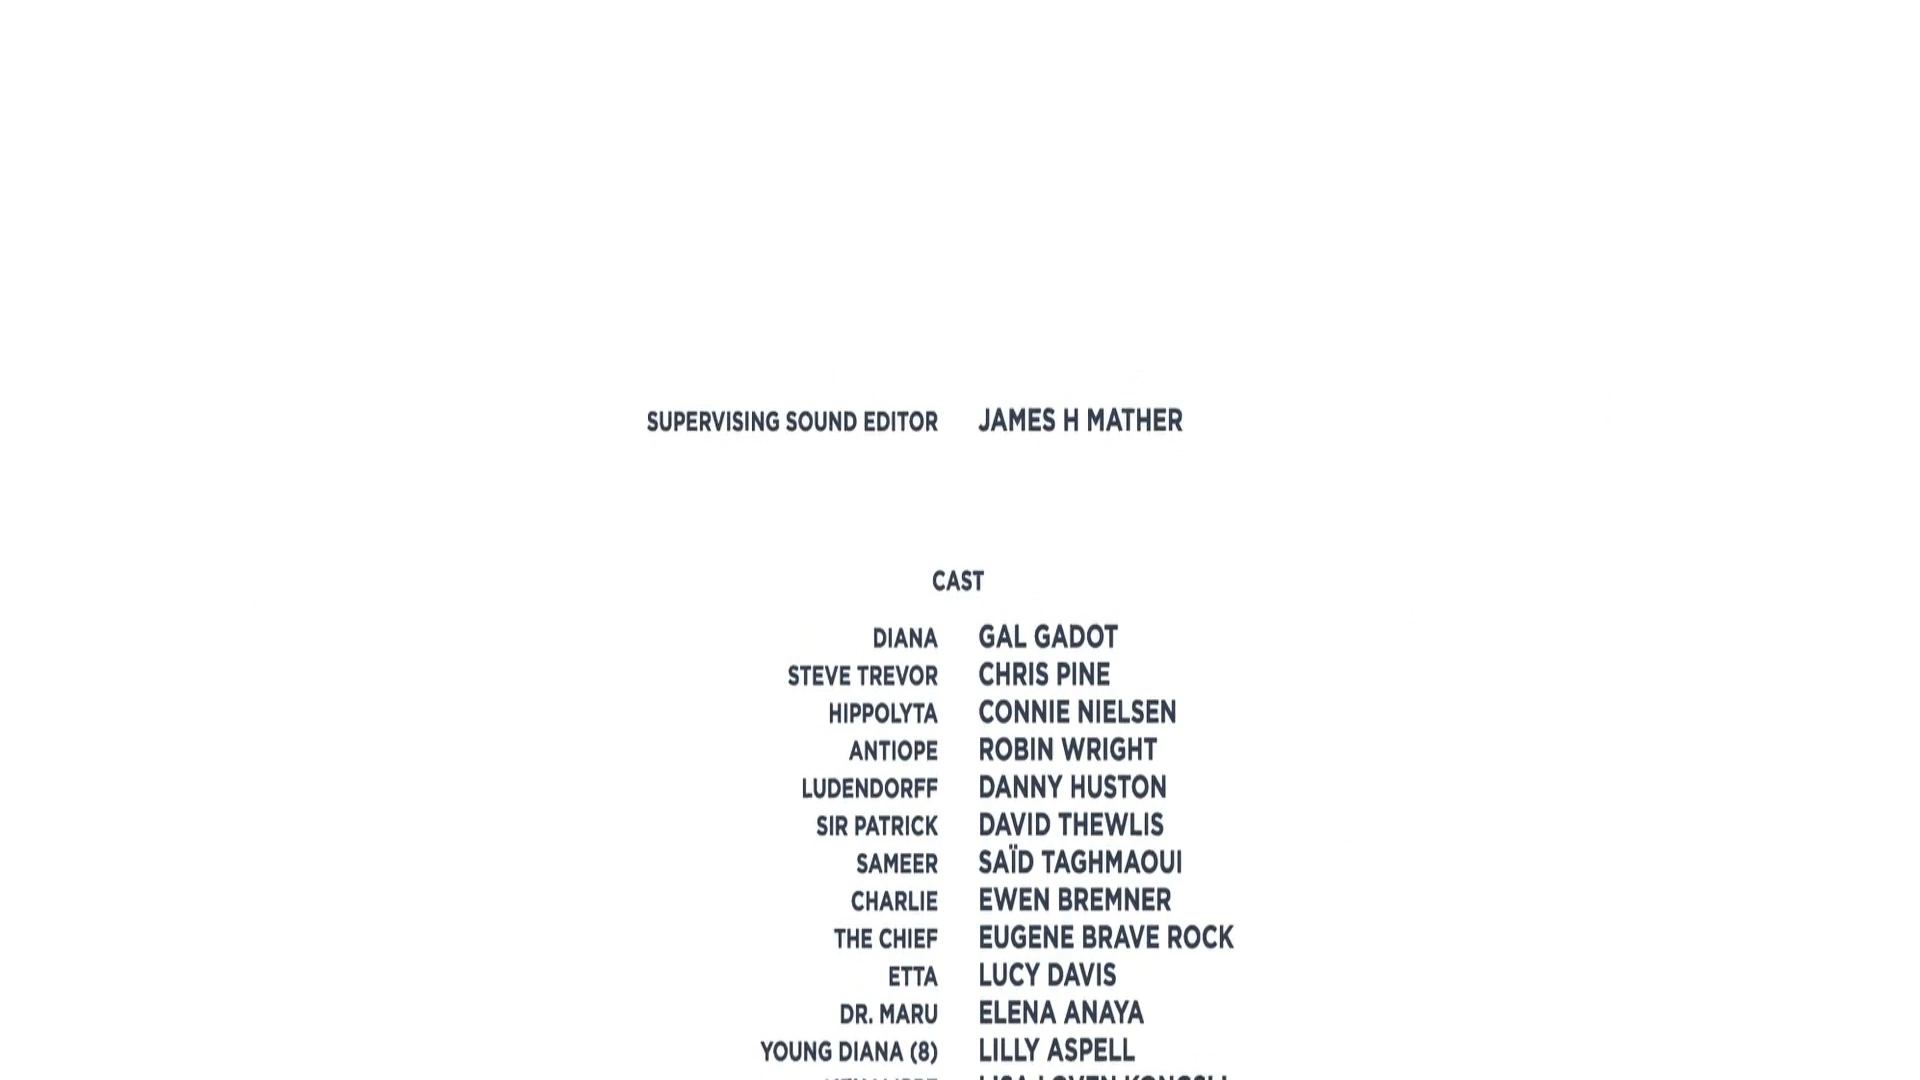 SUPERVISING SOUND EDITOR JAMES H MATHER
CAST
DIANA GAL GADOT
STEVE TREVOR CHRIS PINE
HIPPOLYTA CONNIE NIELSEN
ANTIOPE ROBIN WRIGHT
LUDENDORFF DANNY HUSTON
SIR PATRICK DAVID THEWLIS
SAMEER SAÏD TAGHMAOUI
CHARLIE EWEN BREMNER
THE CHIEF EUGENE BRAVE ROCK
ETTA LUCY DAVIS
DR. MARU ELENA ANAYA
YOUNG DIANA (8) LILLY ASPELL